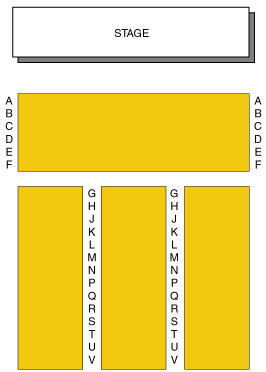 STAGE
A A
B B
C C
D D
E E
F F
G G
H H
J J
K K
L L
M M
N N
P P
Q Q
R R
S S
T T
U U
V V